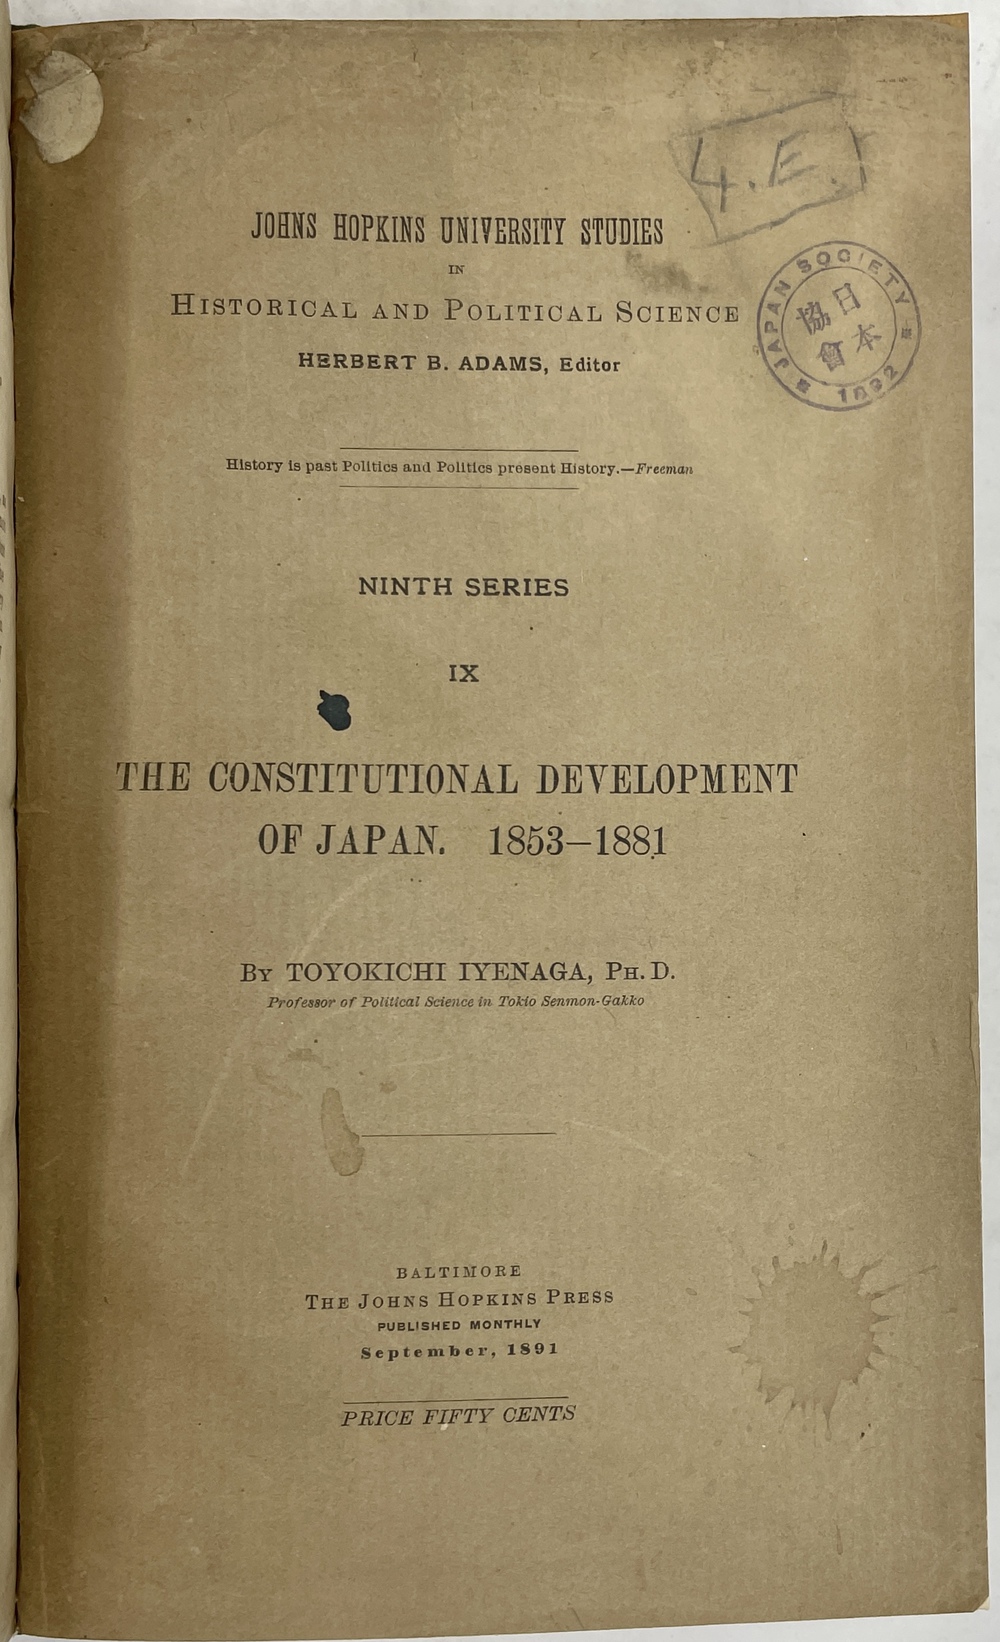 4.E.
JOHNS HOPKINS UNIVERSITY STUDIES
IN
HISTORICAL AND POLITICAL SCIENCE
HERBERT B. ADAMS, Editor
JAPAN SOCIETY
日本
協會
1892
History is past Politics and Politics present History.—Freeman
NINTH SERIES
IX
THE CONSTITUTIONAL DEVELOPMENT
OF JAPAN. 1853–1881
BY TOYOKICHI IYENAGA, PH. D.
Professor of Political Science in Tokio Senmon-Gakko
BALTIMORE
THE JOHNS HOPKINS PRESS
PUBLISHED MONTHLY
September, 1891
PRICE FIFTY CENTS